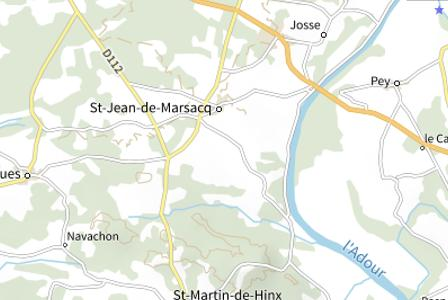 Josse
D112
Pey
St-Jean-de-Marsacq
le Ca
ues
Navachon
l'Adour
St-Martin-de-Hinx